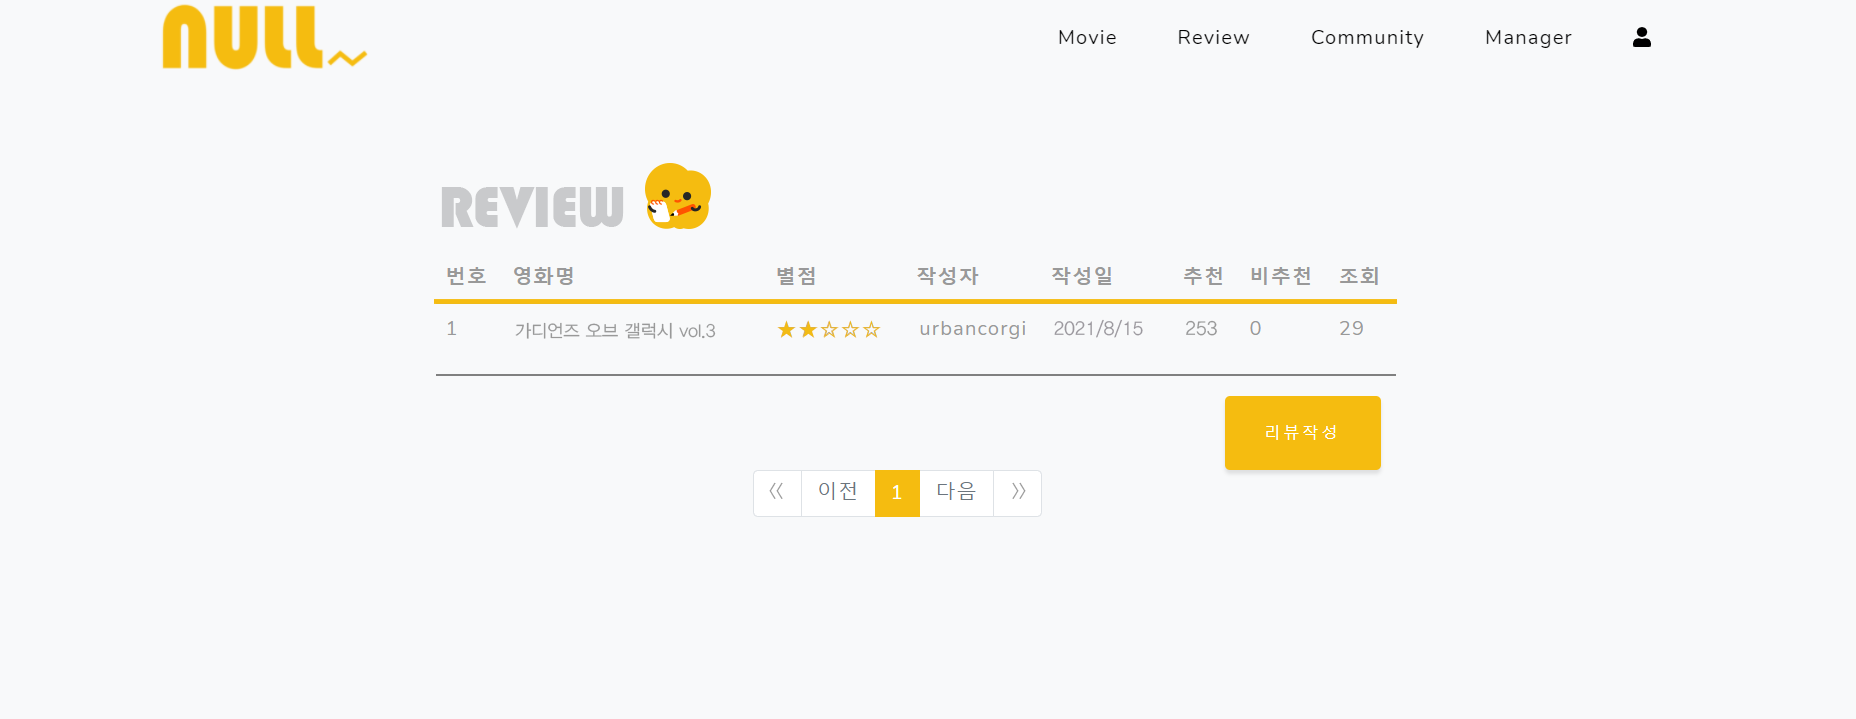 NULL
Movie Review Community Manager
REVIEW
번호 영화명 별점 작성자 작성일 추천 비추천 조회
1 가디언즈 오브 갤럭시 vol.3 ★★☆☆☆ urbancorgi 2021/8/15 253 0 29
리뷰작성
《 이전 1 다음 》